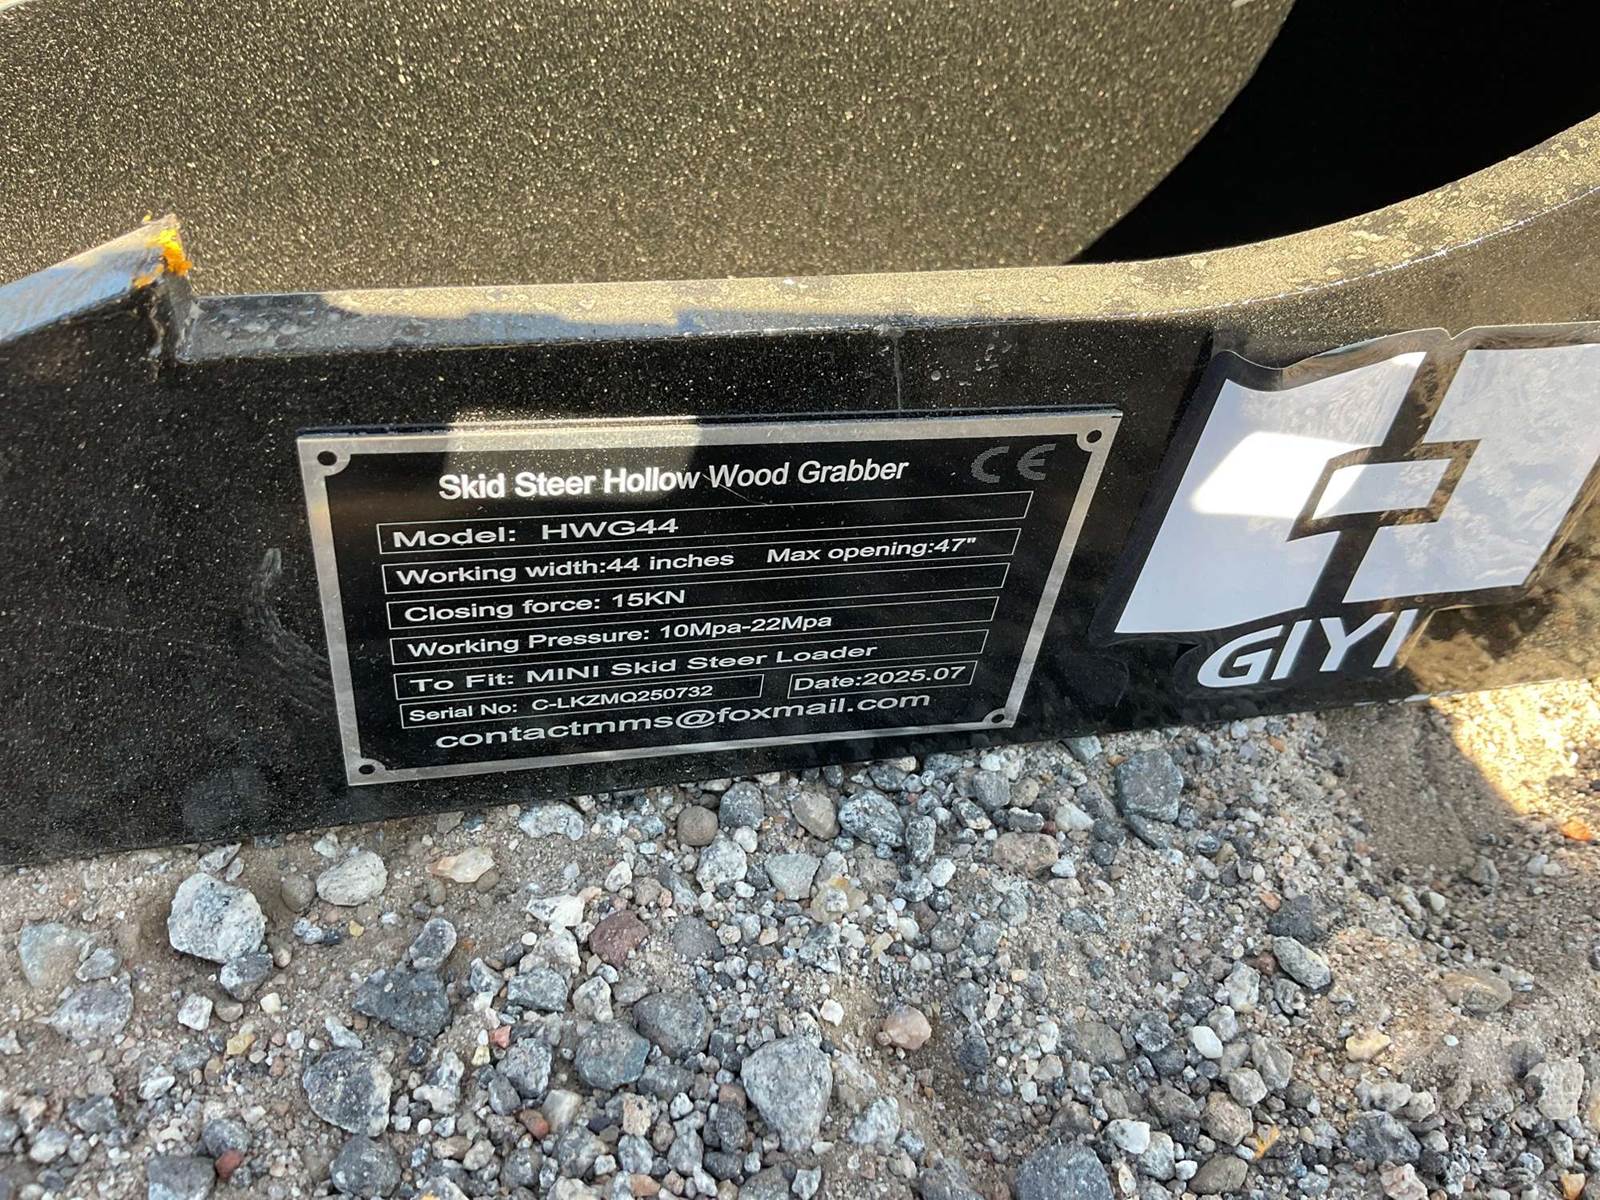 Skid Steer Hollow Wood Grabber CE
Model: HWG44
Working width:44 inches Max opening:47"
Closing force: 15KN
Working Pressure: 10Mpa-22Mpa
To Fit: MINI Skid Steer Loader
Serial No: C-LKZMQ250732 Date:2025.07
contactmms@foxmail.com
GIYI